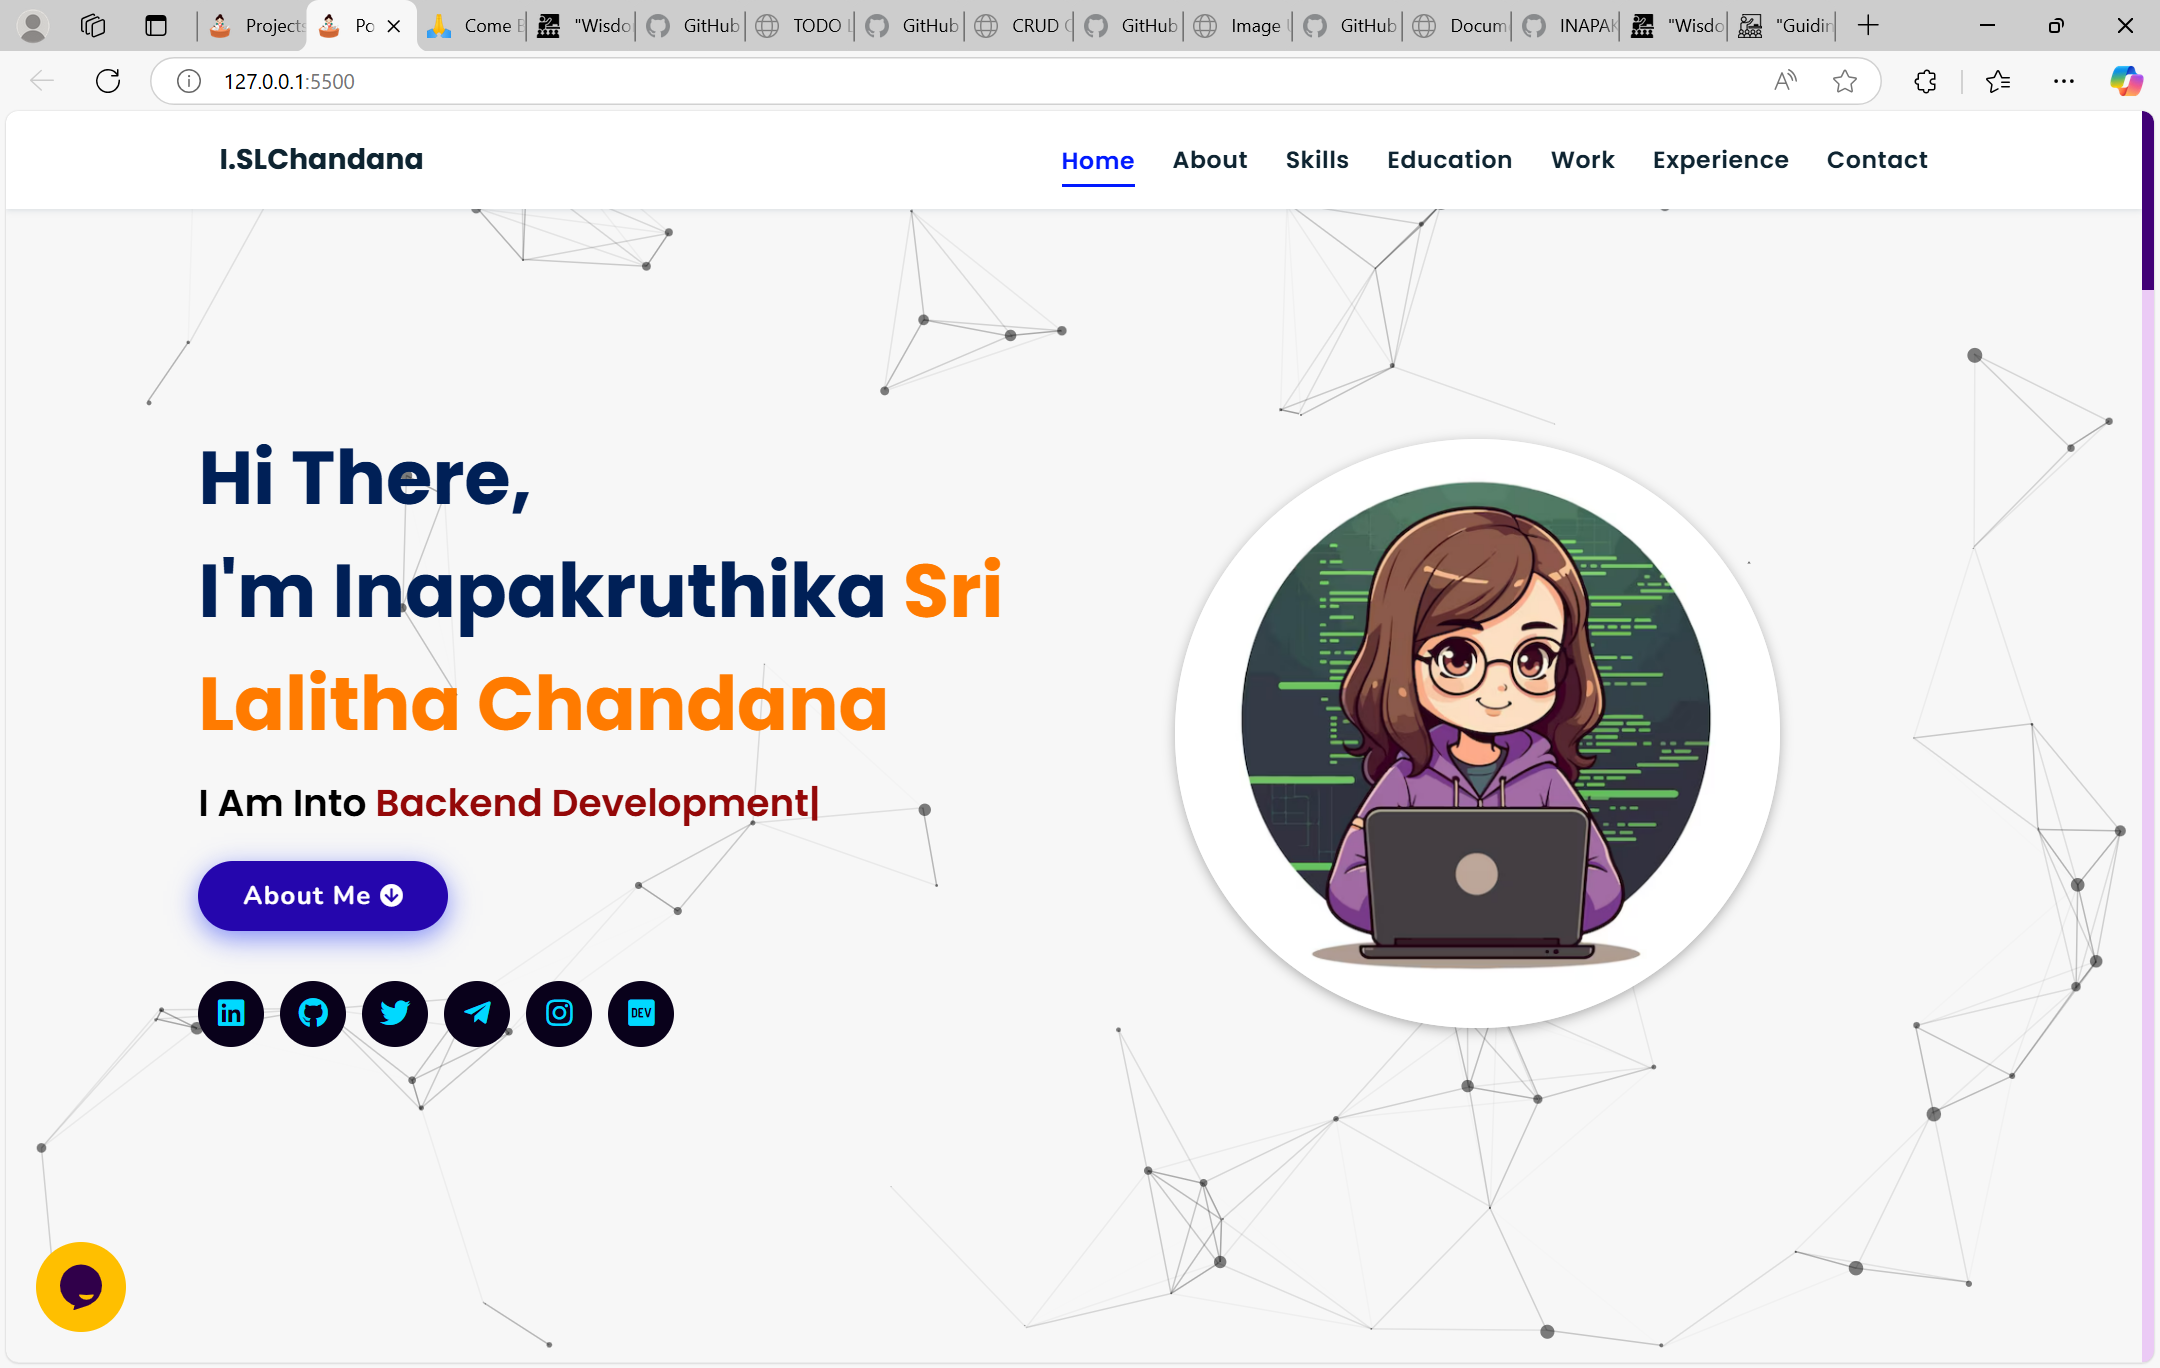 Projects
Po
Come B
"Wisdo
GitHub
TODO L
GitHub
CRUD
GitHub
Image
GitHub
Docum
INAPAK
"Wisdo
"Guidin
127.0.0.1:5500
I.SLChandana
Home
About
Skills
Education
Work
Experience
Contact
Hi There,
I'm Inapakruthika Sri
Lalitha Chandana
I Am Into Backend Development|
About Me
DEV